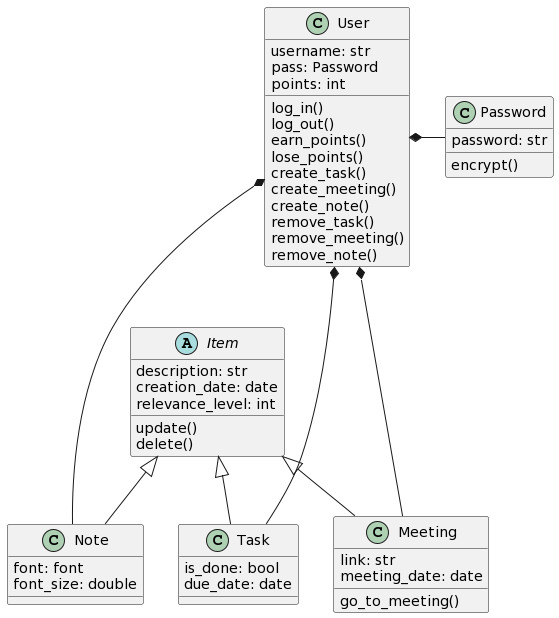 C User
username: str
pass: Password
points: int
log_in()
log_out()
earn_points()
lose_points()
create_task()
create_meeting()
create_note()
remove_task()
remove_meeting()
remove_note()
C Password
password: str
encrypt()
A Item
description: str
creation_date: date
relevance_level: int
update()
delete()
C Note
font: font
font_size: double
C Task
is_done: bool
due_date: date
C Meeting
link: str
meeting_date: date
go_to_meeting()